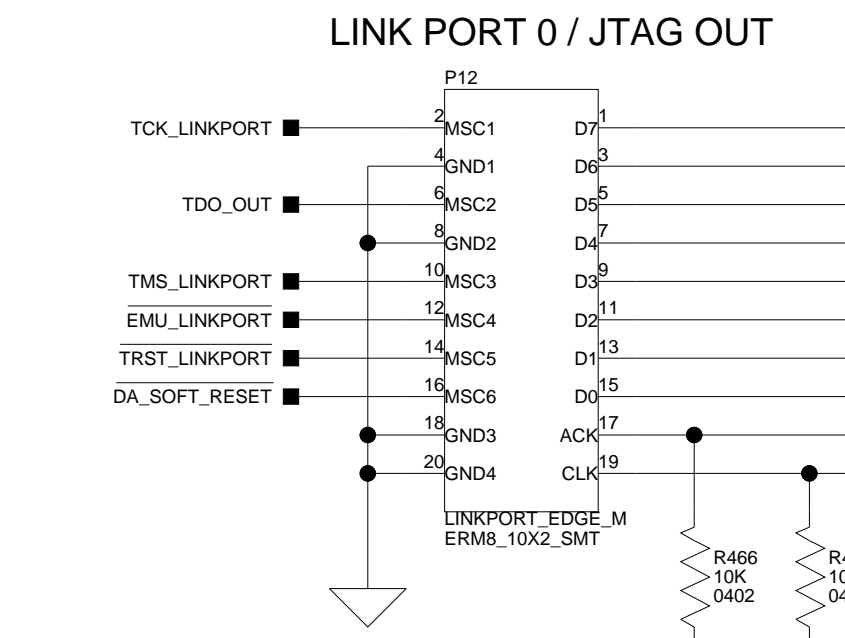 LINK PORT 0 / JTAG OUT
P12
TCK_LINKPORT 2 MSC1 D7 1
4 GND1 D6 3
TDO_OUT 6 MSC2 D5 5
8 GND2 D4 7
TMS_LINKPORT 10 MSC3 D3 9
EMU_LINKPORT 12 MSC4 D2 11
TRST_LINKPORT 14 MSC5 D1 13
DA_SOFT_RESET 16 MSC6 D0 15
18 GND3 ACK 17
20 GND4 CLK 19
LINKPORT_EDGE_M
ERM8_10X2_SMT
R466
10K
0402